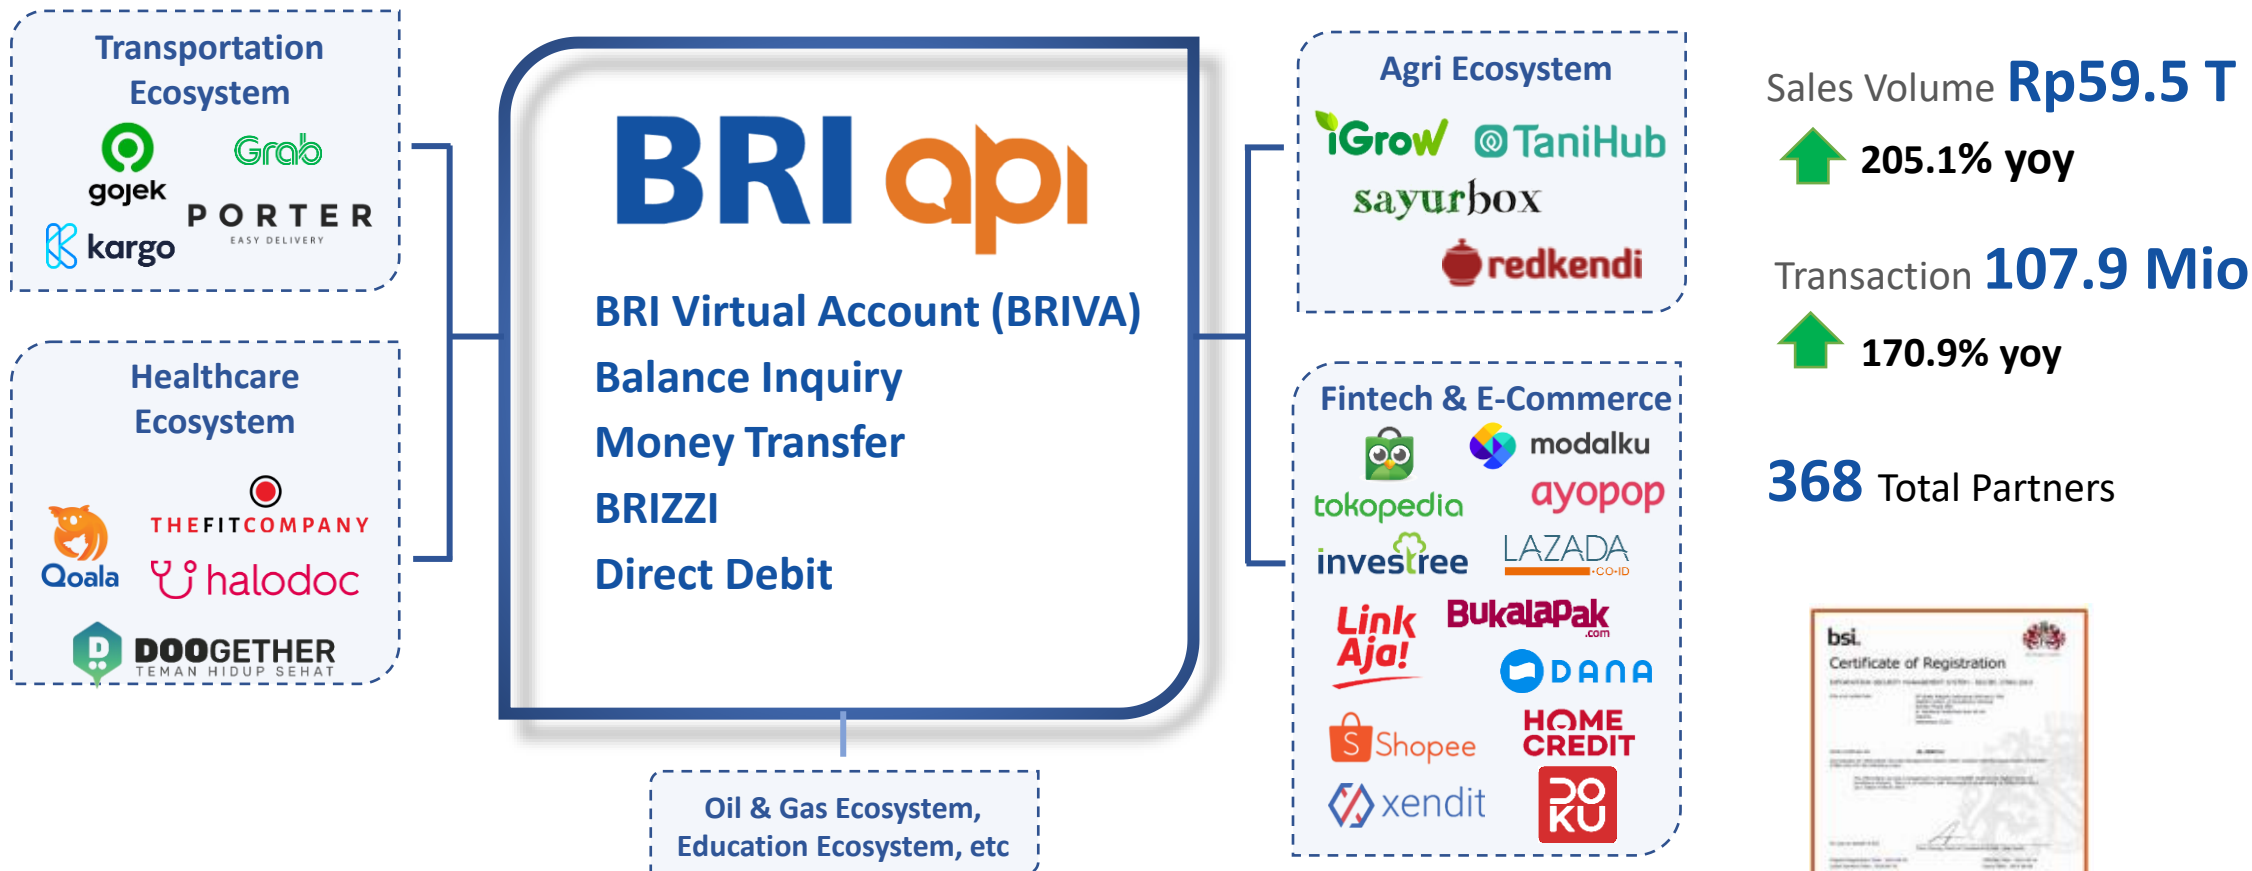 Transportation
Ecosystem
gojek
Grab
PORTER
EASY DELIVERY
kargo
Healthcare
Ecosystem
Qoala
THEFITCOMPANY
halodoc
DOOGETHER
TEMAN HIDUP SEHAT
BRI api
BRI Virtual Account (BRIVA)
Balance Inquiry
Money Transfer
BRIZZI
Direct Debit
Oil & Gas Ecosystem,
Education Ecosystem, etc
Agri Ecosystem
iGrow
TaniHub
sayurbox
redkendi
Fintech & E-Commerce
tokopedia
modalku
ayopop
investree
LAZADA
.CO.ID
Link
Aja!
BukaLapak
.com
DANA
Shopee
HOME
CREDIT
xendit
DO
KU
Sales Volume Rp59.5 T
205.1% yoy
Transaction 107.9 Mio
170.9% yoy
368 Total Partners
bsi.
Certificate of Registration